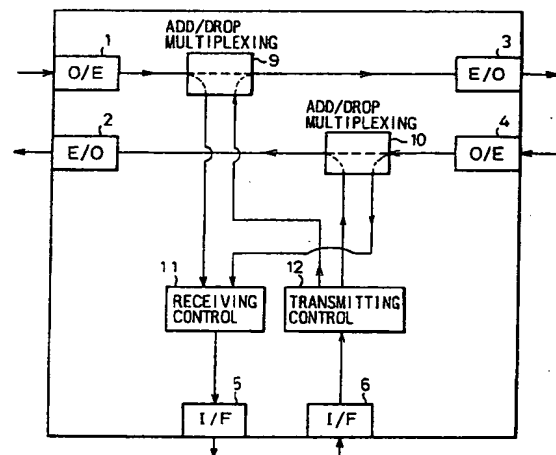 ADD/DROP
MULTIPLEXING
1
9
3
O/E
E/O
ADD/DROP
MULTIPLEXING
2
10
4
E/O
O/E
11
12
RECEIVING
CONTROL
TRANSMITTING
CONTROL
5
6
I/F
I/F